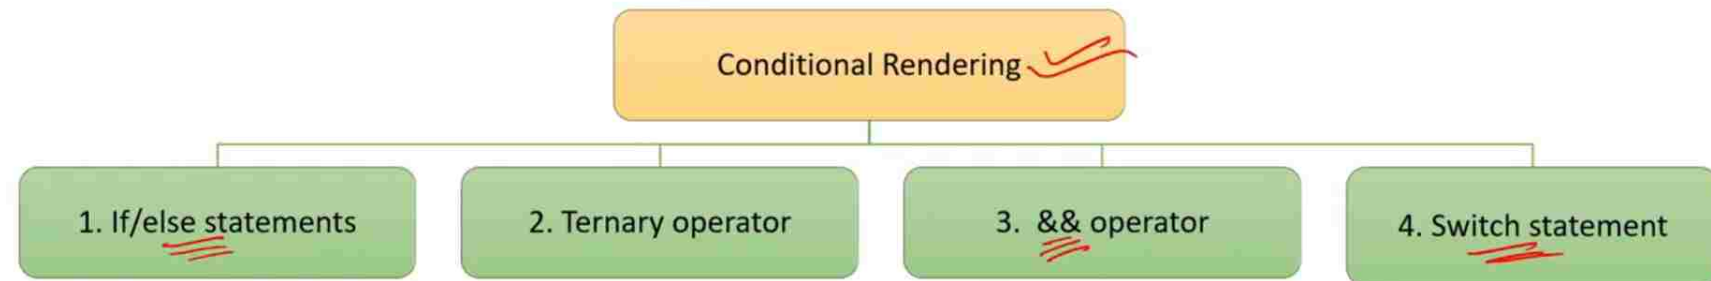 Conditional Rendering
1. If/else statements
2. Ternary operator
3. && operator
4. Switch statement